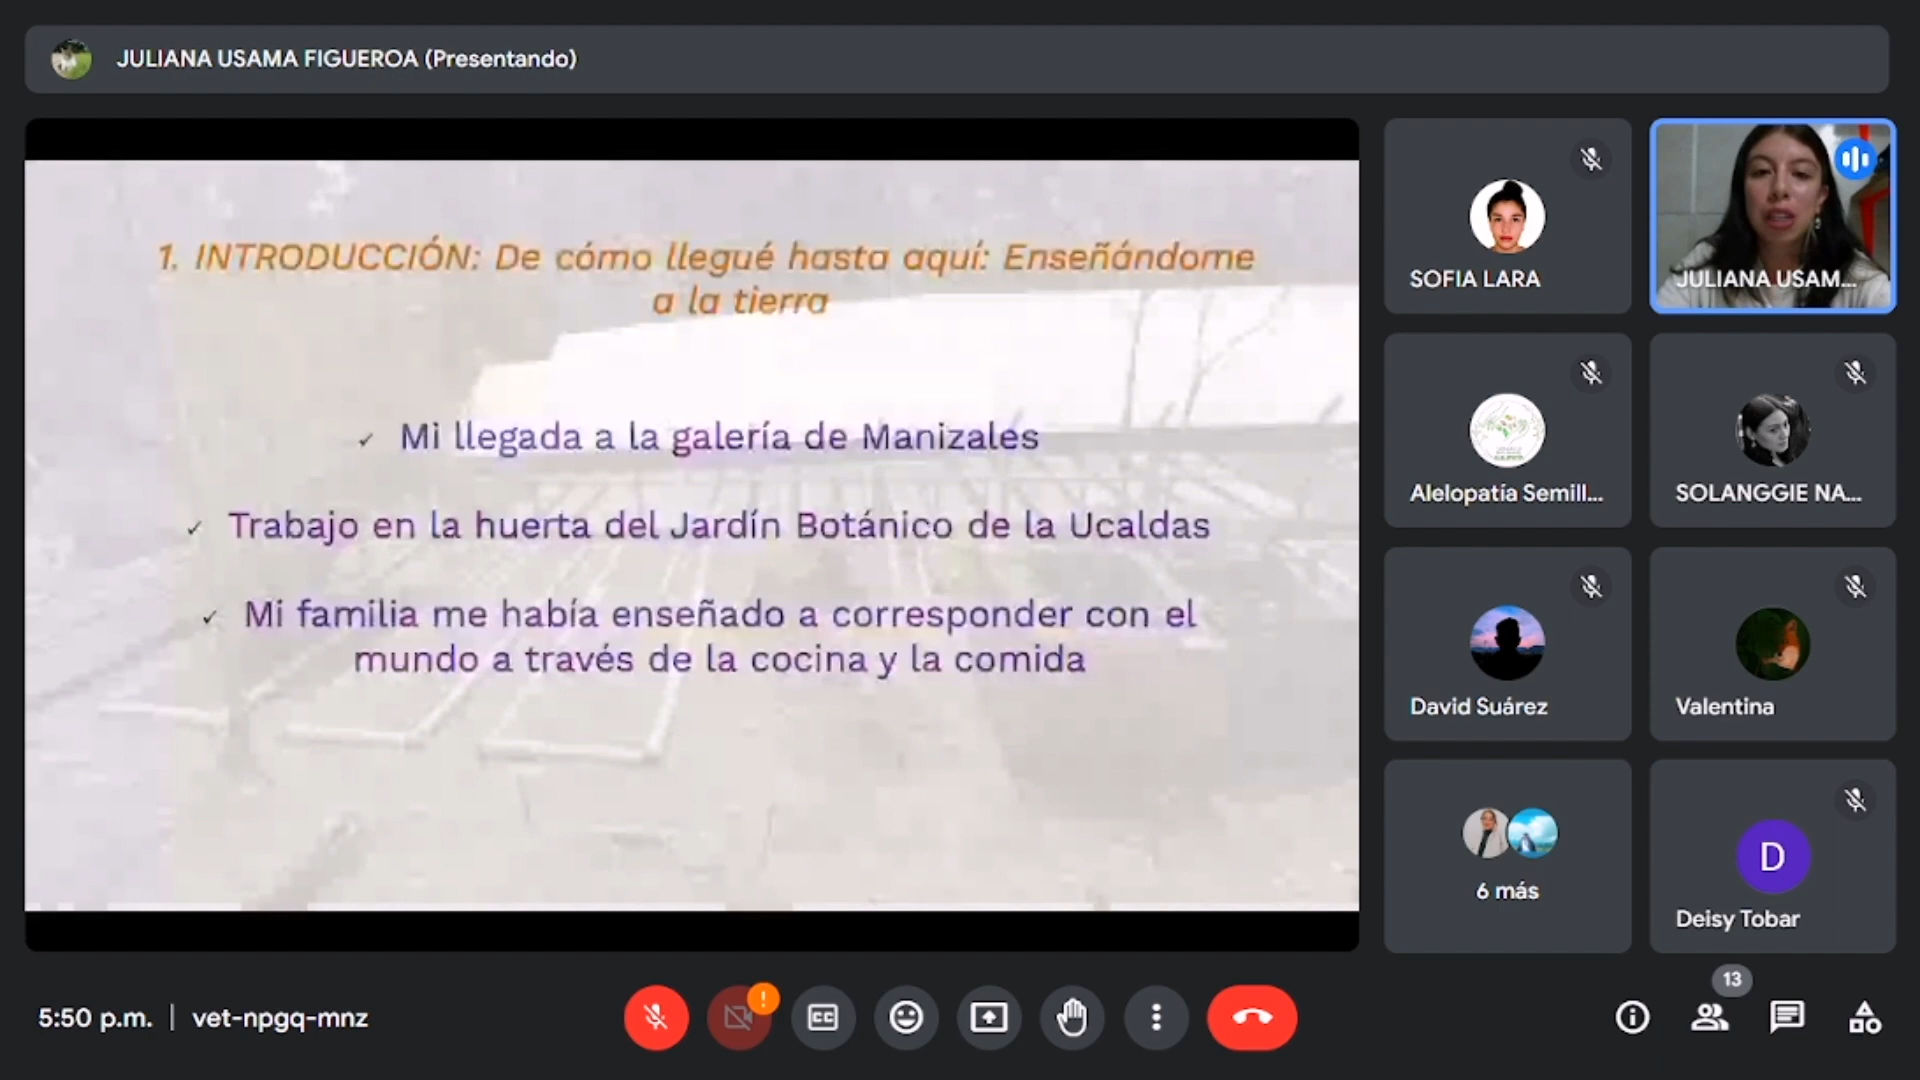 JULIANA USAMA FIGUEROA (Presentando)
1. INTRODUCCIÓN: De cómo llegué hasta aquí: Enseñándome
a la tierra
✓ Mi llegada a la galería de Manizales
✓ Trabajo en la huerta del Jardín Botánico de la Ucaldas
✓ Mi familia me había enseñado a corresponder con el
mundo a través de la cocina y la comida
SOFIA LARA
JULIANA USAM...
Alelopatía Semill...
SOLANGGIE NA...
David Suárez
Valentina
6 más
D
Deisy Tobar
5:50 p.m. | vet-npgq-mnz
!
CC
13